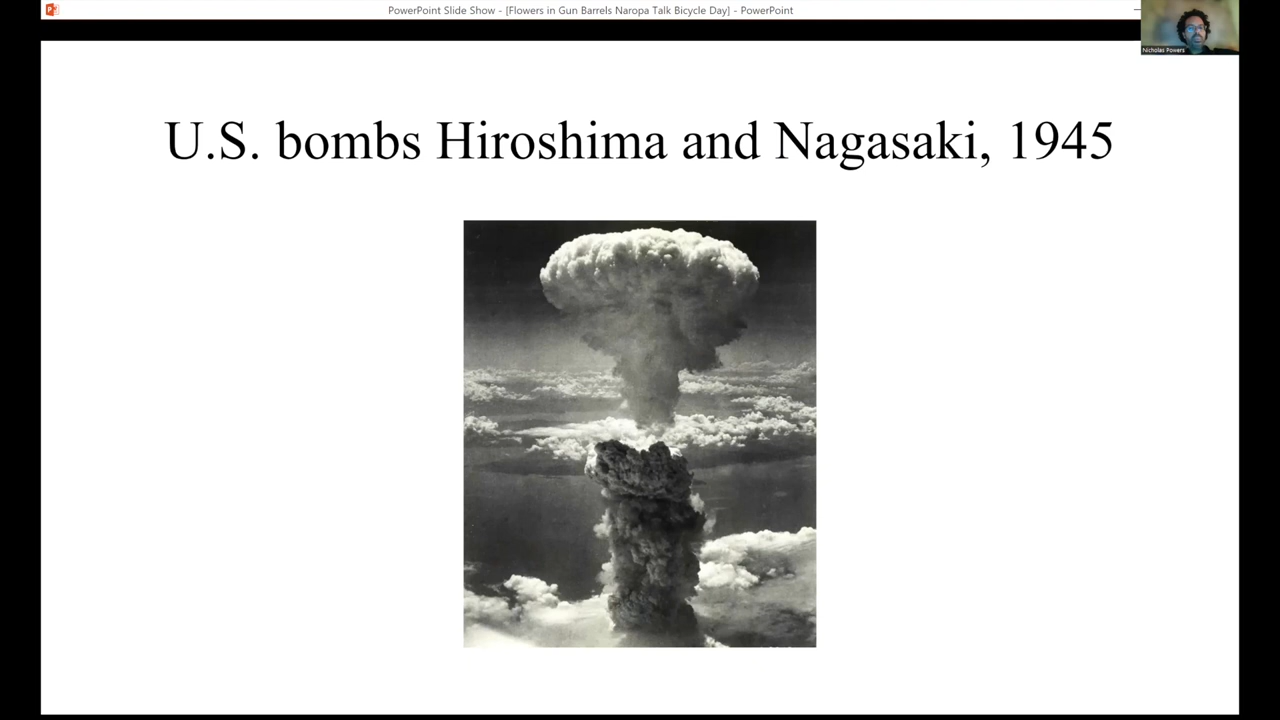 PowerPoint Slide Show - [Flowers in Gun Barrels Naropa Talk Bicycle Day] - PowerPoint
Nicholas Powers
U.S. bombs Hiroshima and Nagasaki, 1945